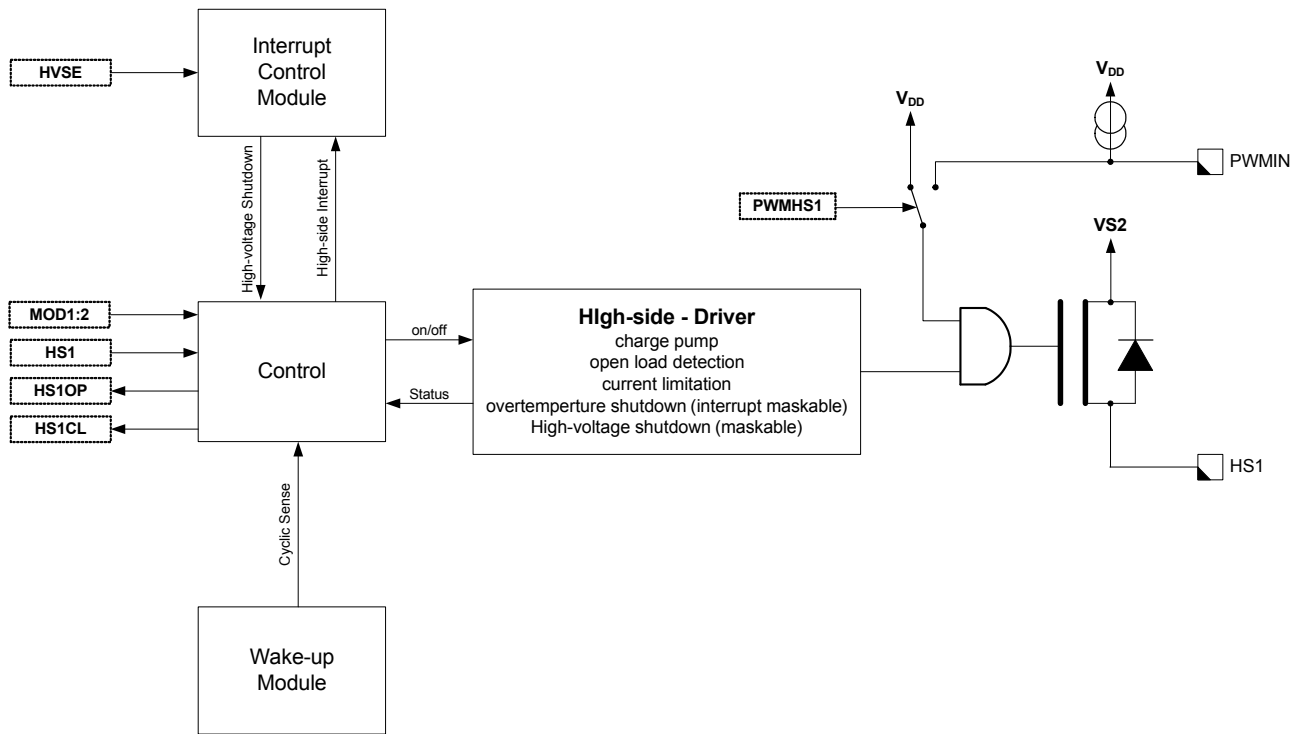 Interrupt
Control
Module
HVSE
High-voltage Shutdown
High-side Interrupt
VDD
VDD
PWMIN
PWMHS1
VS2
MOD1:2
HS1
HS1OP
HS1CL
Control
on/off
Status
HIgh-side - Driver
charge pump
open load detection
current limitation
overtemperture shutdown (interrupt maskable)
High-voltage shutdown (maskable)
HS1
Cyclic Sense
Wake-up
Module